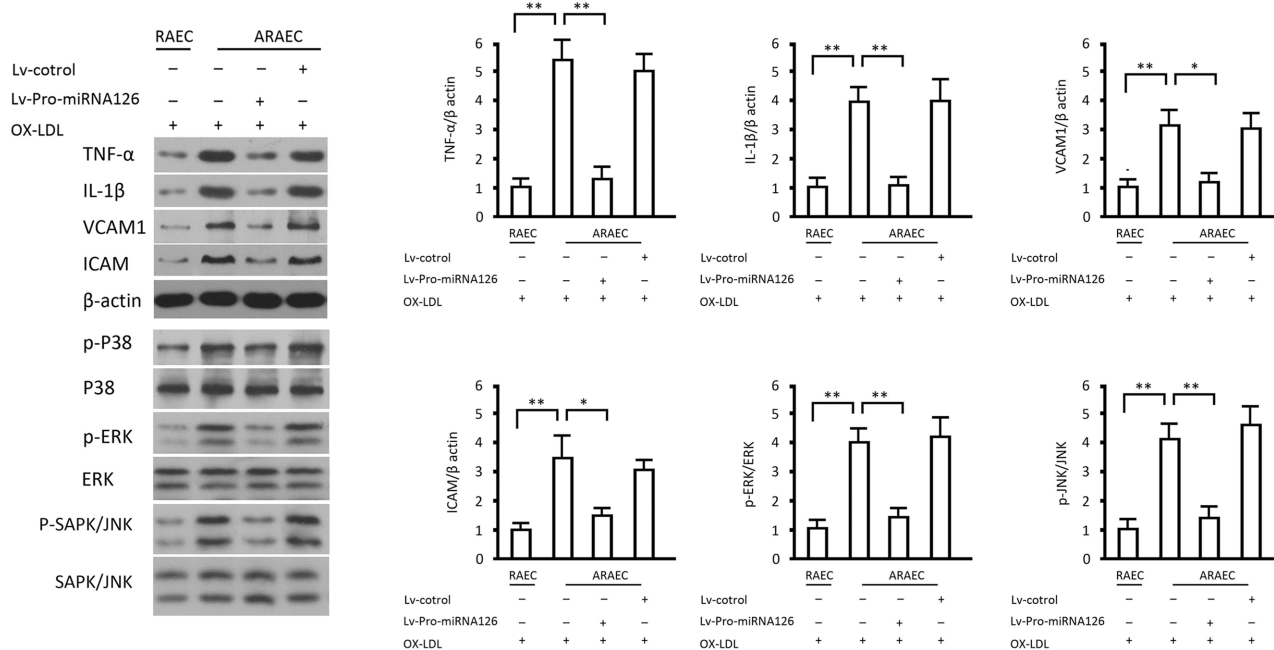 RAEC ARAEC
Lv-cotrol − − − +
Lv-Pro-miRNA126 − − + −
OX-LDL + + + +
TNF-α
IL-1β
VCAM1
ICAM
β-actin
p-P38
P38
p-ERK
ERK
P-SAPK/JNK
SAPK/JNK
** **
TNF-α/β actin
6
5
4
3
2
1
0
RAEC ARAEC
Lv-cotrol − − − +
Lv-Pro-miRNA126 − − + −
OX-LDL + + + +
** **
IL-1β/β actin
6
5
4
3
2
1
0
RAEC ARAEC
Lv-cotrol − − − +
Lv-Pro-miRNA126 − − + −
OX-LDL + + + +
** *
VCAM1/β actin
6
5
4
3
2
1
0
RAEC ARAEC
Lv-cotrol − − − +
Lv-Pro-miRNA126 − − + −
OX-LDL + + + +
** *
ICAM/β actin
6
5
4
3
2
1
0
RAEC ARAEC
Lv-cotrol − − − +
Lv-Pro-miRNA126 − − + −
OX-LDL + + + +
** **
p-ERK/ERK
6
5
4
3
2
1
0
RAEC ARAEC
Lv-cotrol − − − +
Lv-Pro-miRNA126 − − + −
OX-LDL + + + +
** **
p-JNK/JNK
6
5
4
3
2
1
0
RAEC ARAEC
Lv-cotrol − − − +
Lv-Pro-miRNA126 − − + −
OX-LDL + + + +